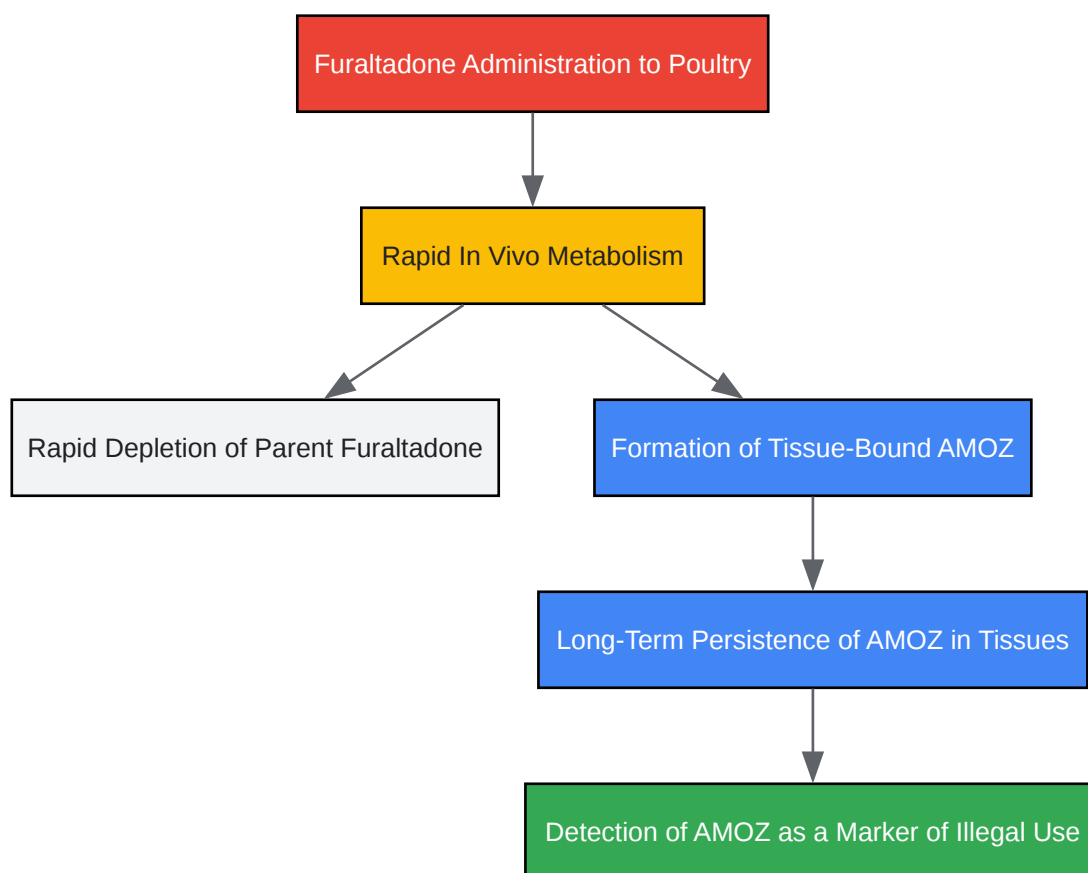 Furaltadone Administration to Poultry
Rapid In Vivo Metabolism
Rapid Depletion of Parent Furaltadone
Formation of Tissue-Bound AMOZ
Long-Term Persistence of AMOZ in Tissues
Detection of AMOZ as a Marker of Illegal Use